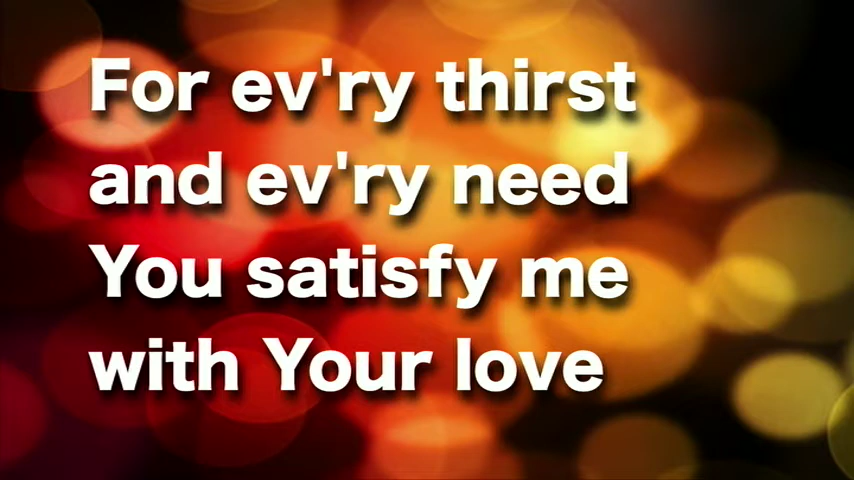 For ev'ry thirst
and ev'ry need
You satisfy me
with Your love